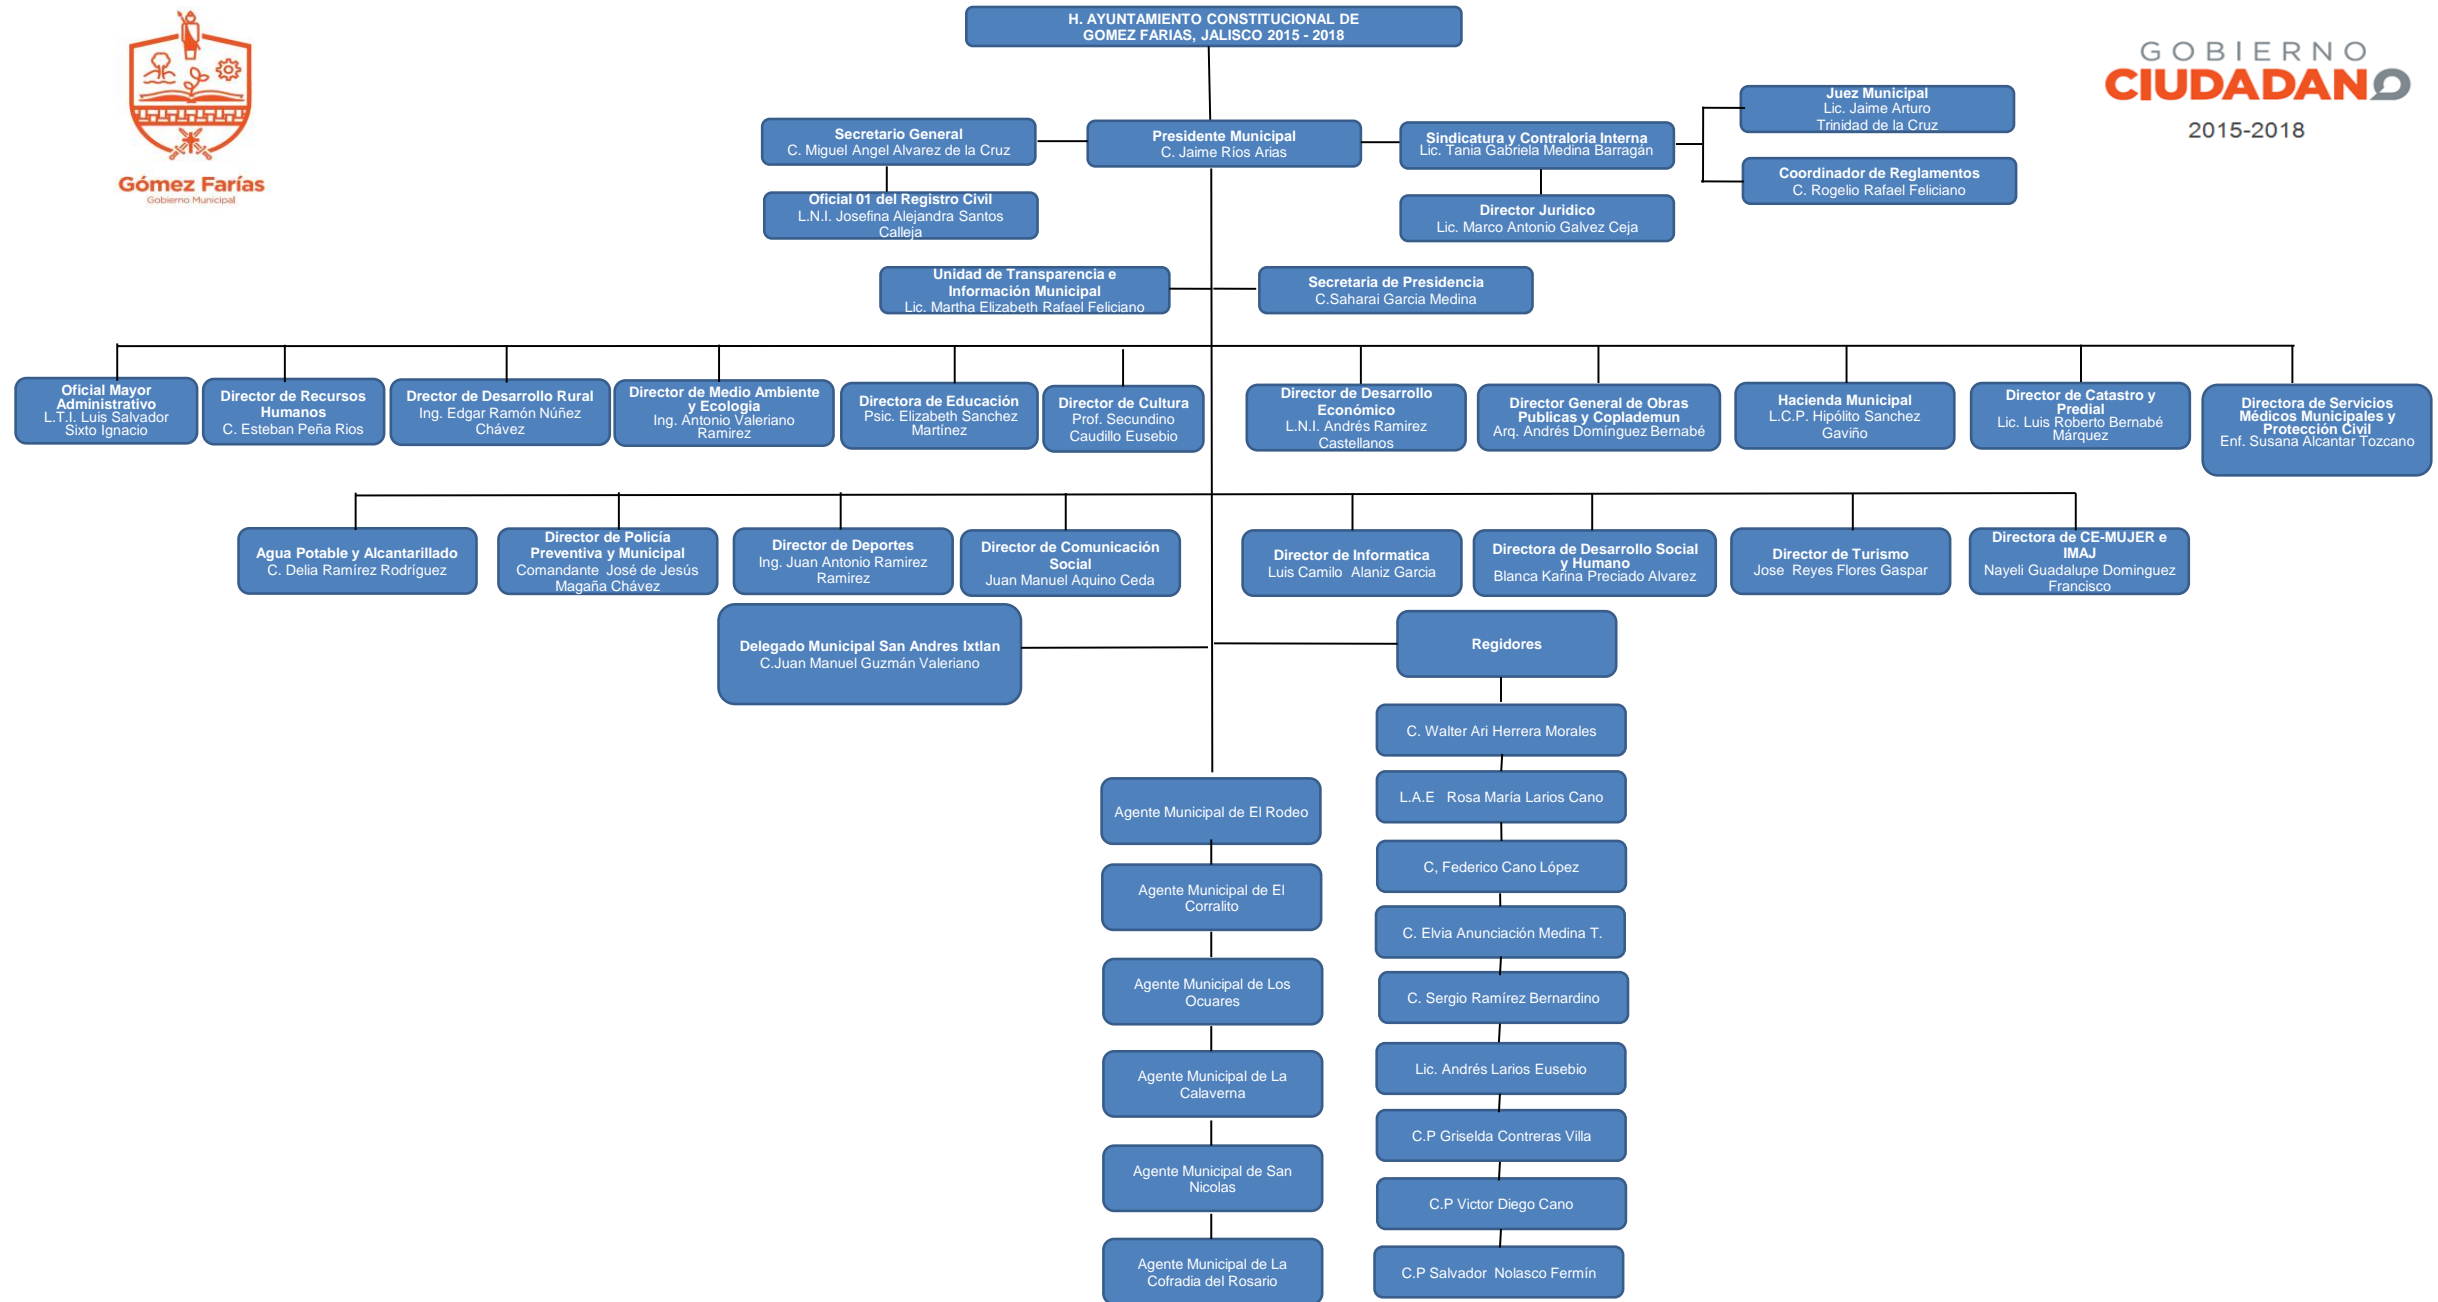 H. AYUNTAMIENTO CONSTITUCIONAL DE
GOMEZ FARIAS, JALISCO 2015 - 2018
Gómez Farías
Gobierno Municipal
GOBIERNO
CIUDADANO
2015-2018
Secretario General
C. Miguel Angel Alvarez de la Cruz
Presidente Municipal
C. Jaime Ríos Arias
Sindicatura y Contraloria Interna
Lic. Tania Gabriela Medina Barragán
Juez Municipal
Lic. Jaime Arturo
Trinidad de la Cruz
Coordinador de Reglamentos
C. Rogelio Rafael Feliciano
Oficial 01 del Registro Civil
L.N.I. Josefina Alejandra Santos
Calleja
Director Juridico
Lic. Marco Antonio Galvez Ceja
Unidad de Transparencia e
Información Municipal
Lic. Martha Elizabeth Rafael Feliciano
Secretaria de Presidencia
C.Saharai Garcia Medina
Oficial Mayor
Administrativo
L.T.I. Luis Salvador
Sixto Ignacio
Director de Recursos
Humanos
C. Esteban Peña Rios
Drector de Desarrollo Rural
Ing. Edgar Ramón Núñez
Chávez
Director de Medio Ambiente
y Ecologia
Ing. Antonio Valeriano
Ramirez
Directora de Educación
Psic. Elizabeth Sanchez
Martínez
Director de Cultura
Prof. Secundino
Caudillo Eusebio
Director de Desarrollo
Económico
L.N.I. Andrés Ramirez
Castellanos
Director General de Obras
Publicas y Coplademun
Arq. Andrés Domínguez Bernabé
Hacienda Municipal
L.C.P. Hipólito Sanchez
Gaviño
Director de Catastro y
Predial
Lic. Luis Roberto Bernabé
Márquez
Directora de Servicios
Médicos Municipales y
Protección Civil
Enf. Susana Alcantar Tozcano
Agua Potable y Alcantarillado
C. Delia Ramírez Rodríguez
Director de Policía
Preventiva y Municipal
Comandante José de Jesús
Magaña Chávez
Director de Deportes
Ing. Juan Antonio Ramirez
Ramirez
Director de Comunicación
Social
Juan Manuel Aquino Ceda
Director de Informatica
Luis Camilo Alaniz Garcia
Directora de Desarrollo Social
y Humano
Blanca Karina Preciado Alvarez
Director de Turismo
Jose Reyes Flores Gaspar
Directora de CE-MUJER e
IMAJ
Nayeli Guadalupe Dominguez
Francisco
Delegado Municipal San Andres Ixtlan
C.Juan Manuel Guzmán Valeriano
Regidores
C. Walter Ari Herrera Morales
L.A.E Rosa María Larios Cano
C, Federico Cano López
C. Elvia Anunciación Medina T.
C. Sergio Ramírez Bernardino
Lic. Andrés Larios Eusebio
C.P Griselda Contreras Villa
C.P Victor Diego Cano
C.P Salvador Nolasco Fermín
Agente Municipal de El Rodeo
Agente Municipal de El
Corralito
Agente Municipal de Los
Ocuares
Agente Municipal de La
Calaverna
Agente Municipal de San
Nicolas
Agente Municipal de La
Cofradia del Rosario